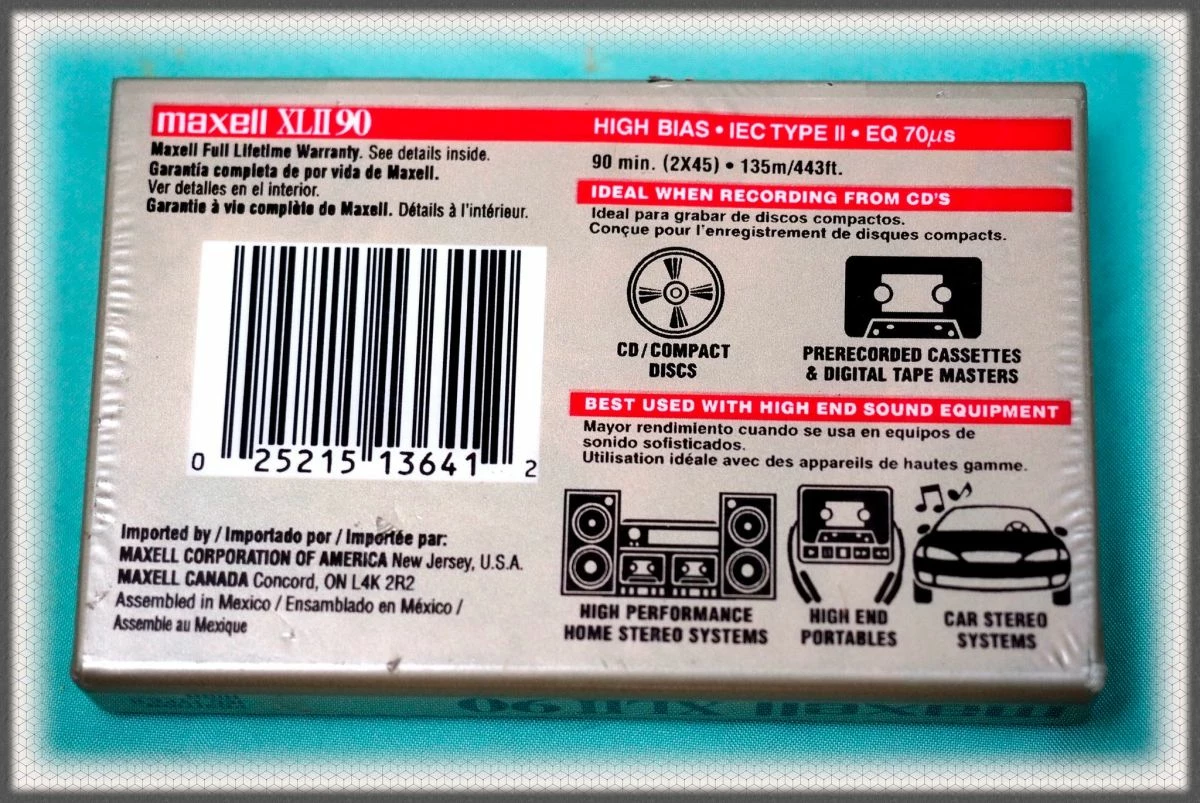 maxell XLII 90
HIGH BIAS • IEC TYPE II • EQ 70µs
Maxell Full Lifetime Warranty. See details inside.
Garantía completa de por vida de Maxell.
Ver detalles en el interior.
Garantie à vie complète de Maxell. Détails à l'intérieur.
0 25215 13641 2
Imported by / Importado por / Importée par:
MAXELL CORPORATION OF AMERICA New Jersey, U.S.A.
MAXELL CANADA Concord, ON L4K 2R2
Assembled in Mexico / Ensamblado en México /
Assemble au Mexique
90 min. (2X45) • 135m/443ft.
IDEAL WHEN RECORDING FROM CD'S
Ideal para grabar de discos compactos.
Conçue pour l'enregistrement de disques compacts.
CD/COMPACT
DISCS
PRERECORDED CASSETTES
& DIGITAL TAPE MASTERS
BEST USED WITH HIGH END SOUND EQUIPMENT
Mayor rendimiento cuando se usa en equipos de
sonido sofisticados.
Utilisation idéale avec des appareils de hautes gamme.
HIGH PERFORMANCE
HOME STEREO SYSTEMS
HIGH END
PORTABLES
CAR STEREO
SYSTEMS
maxell XLII 90